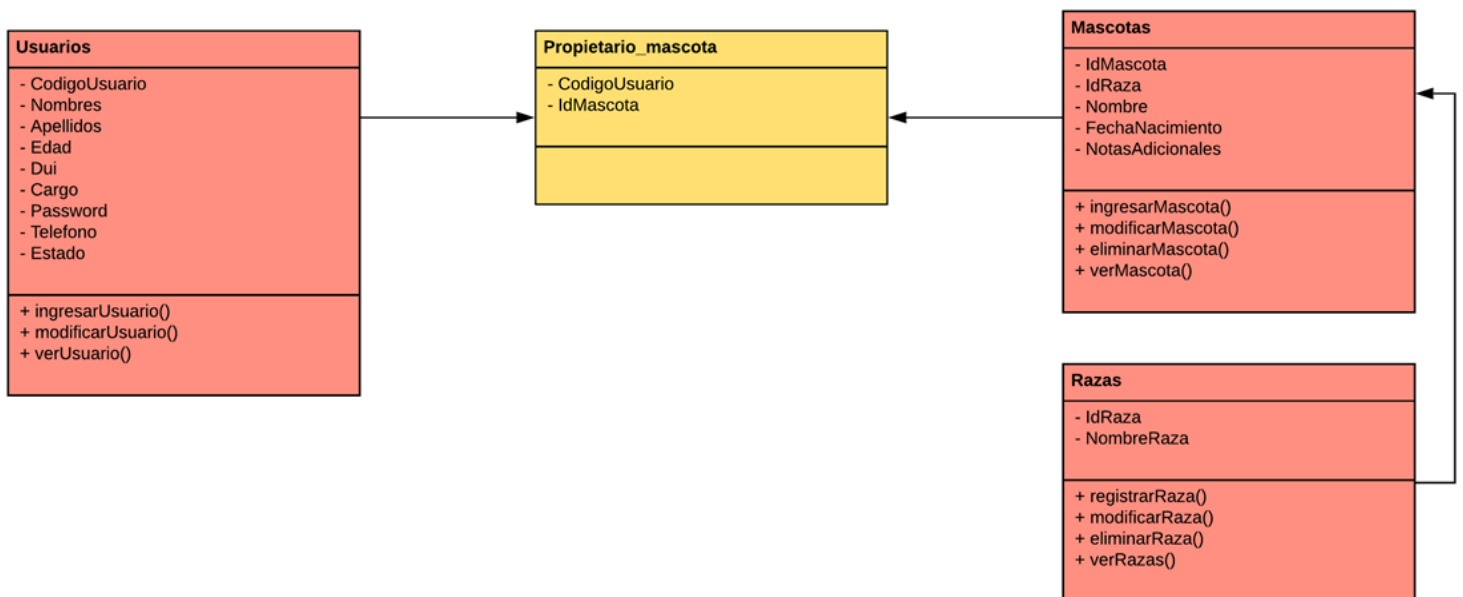 Usuarios
- CodigoUsuario
- Nombres
- Apellidos
- Edad
- Dui
- Cargo
- Password
- Telefono
- Estado
+ ingresarUsuario()
+ modificarUsuario()
+ verUsuario()
Propietario_mascota
- CodigoUsuario
- IdMascota
Mascotas
- IdMascota
- IdRaza
- Nombre
- FechaNacimiento
- NotasAdicionales
+ ingresarMascota()
+ modificarMascota()
+ eliminarMascota()
+ verMascota()
Razas
- IdRaza
- NombreRaza
+ registrarRaza()
+ modificarRaza()
+ eliminarRaza()
+ verRazas()